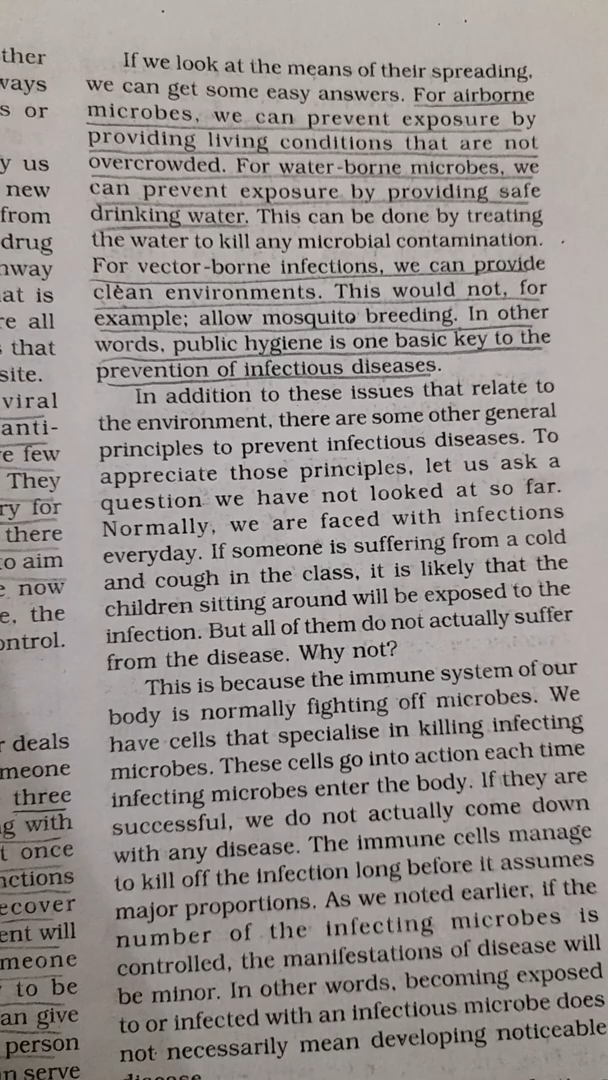 ther
ways
s or
y us
new
from
drug
hway
at is
re all
that
site.
viral
anti-
e few
They
ry for
there
o aim
now
e, the
ontrol.
r deals
meone
three
g with
t once
nctions
ecover
ent will
meone
to be
an give
person
n serve
If we look at the means of their spreading,
we can get some easy answers. For airborne
microbes, we can prevent exposure by
providing living conditions that are not
overcrowded. For water-borne microbes, we
can prevent exposure by providing safe
drinking water. This can be done by treating
the water to kill any microbial contamination.
For vector-borne infections, we can provide
clean environments. This would not, for
example; allow mosquito breeding. In other
words, public hygiene is one basic key to the
prevention of infectious diseases.
In addition to these issues that relate to
the environment, there are some other general
principles to prevent infectious diseases. To
appreciate those principles, let us ask a
question we have not looked at so far.
Normally, we are faced with infections
everyday. If someone is suffering from a cold
and cough in the class, it is likely that the
children sitting around will be exposed to the
infection. But all of them do not actually suffer
from the disease. Why not?
This is because the immune system of our
body is normally fighting off microbes. We
have cells that specialise in killing infecting
microbes. These cells go into action each time
infecting microbes enter the body. If they are
successful, we do not actually come down
with any disease. The immune cells manage
to kill off the infection long before it assumes
major proportions. As we noted earlier, if the
number of the infecting microbes is
controlled, the manifestations of disease will
be minor. In other words, becoming exposed
to or infected with an infectious microbe does
not necessarily mean developing noticeable